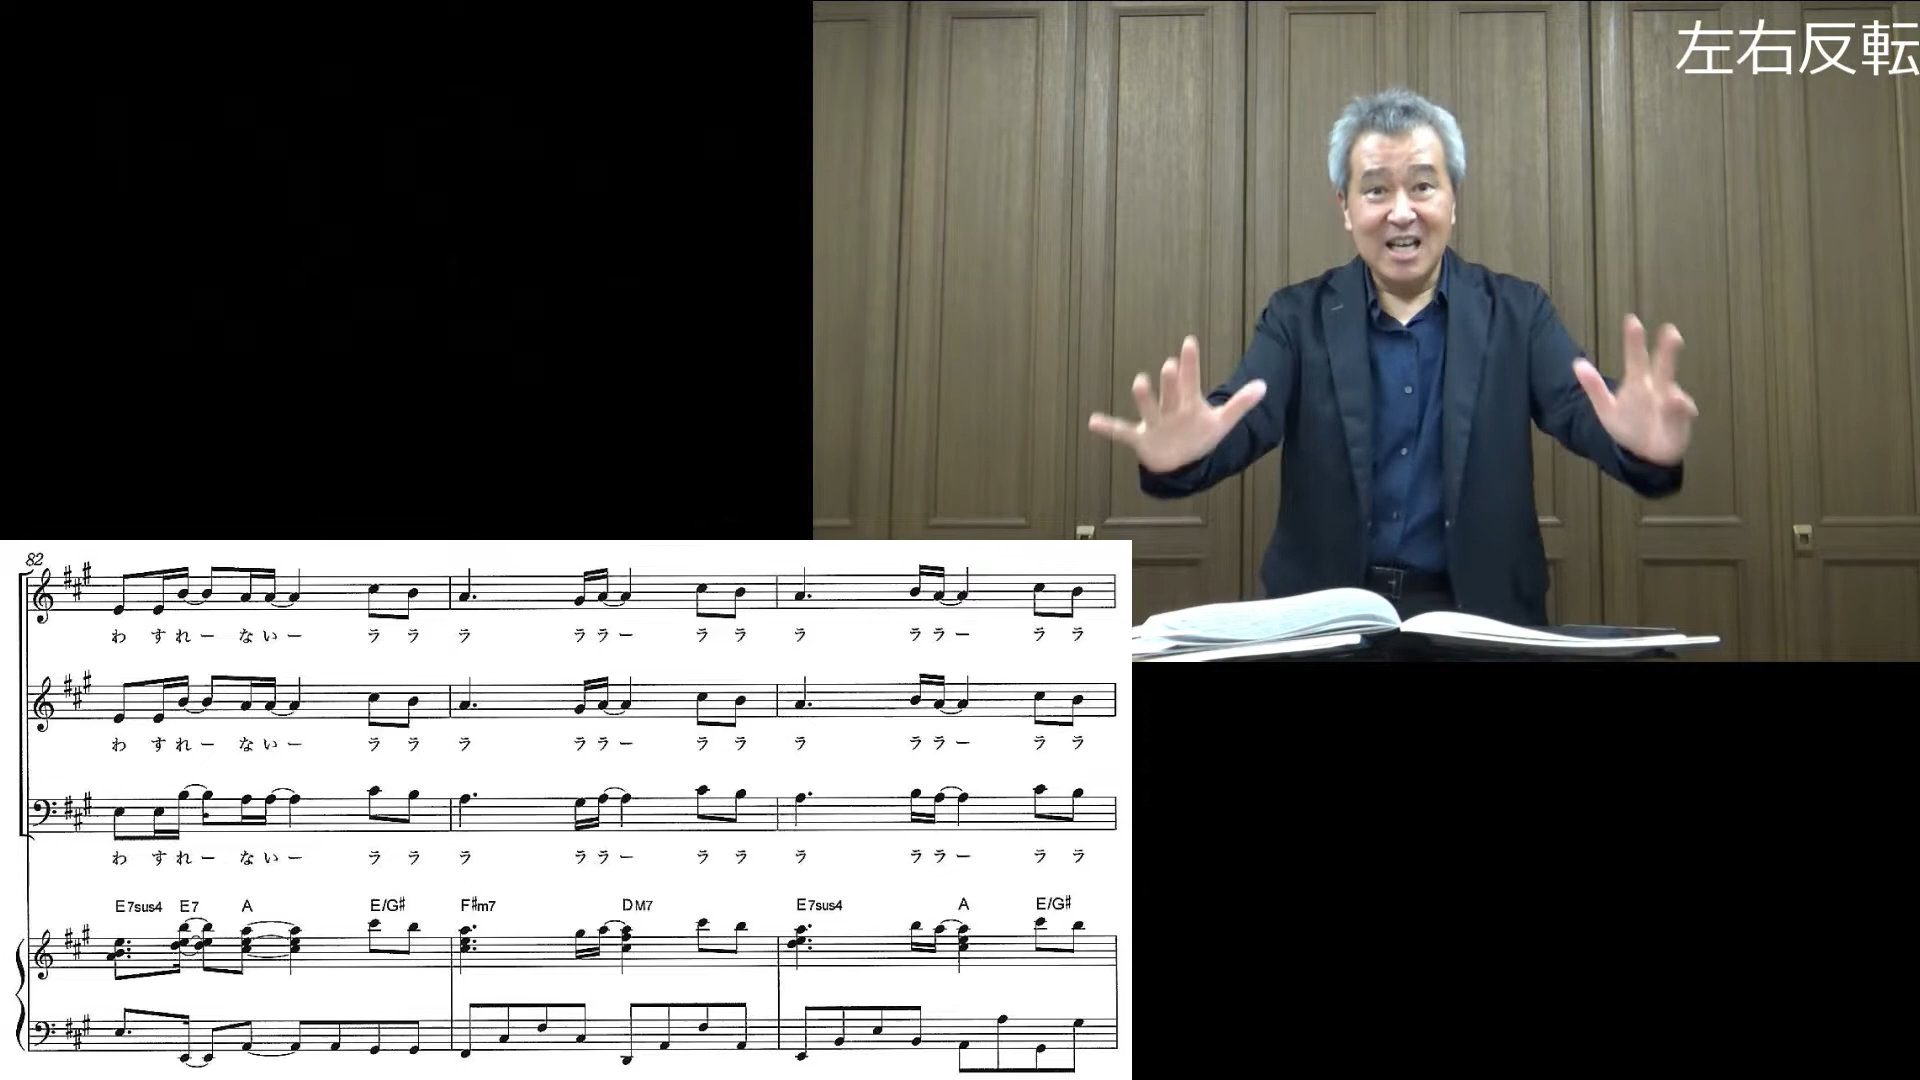 左右反転
82
わ すれー ない ー ラ ラ ラ ララー ラ ラ ラ ララー ラ ラ
わ すれー ない ー ラ ラ ラ ララー ラ ラ ラ ララー ラ ラ
わ すれー ない ー ラ ラ ラ ララー ラ ラ ラ ララー ラ ラ
E7sus4 E7 A E/G♯ F♯m7 DM7 E7sus4 A E/G♯